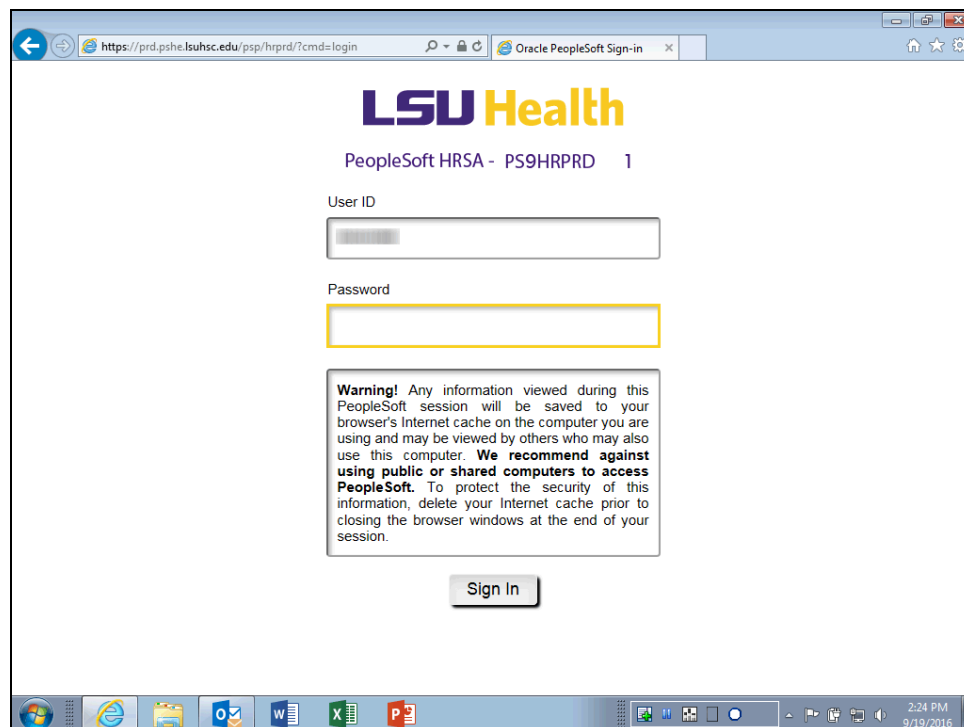 https://prd.pshe.lsuhsc.edu/psp/hrprd/?cmd=login
Oracle PeopleSoft Sign-in
LSU Health
PeopleSoft HRSA - PS9HRPRD 1
User ID
Password
Warning! Any information viewed during this
PeopleSoft session will be saved to your
browser's Internet cache on the computer you are
using and may be viewed by others who may also
use this computer. We recommend against
using public or shared computers to access
PeopleSoft. To protect the security of this
information, delete your Internet cache prior to
closing the browser windows at the end of your
session.
Sign In
2:24 PM
9/19/2016